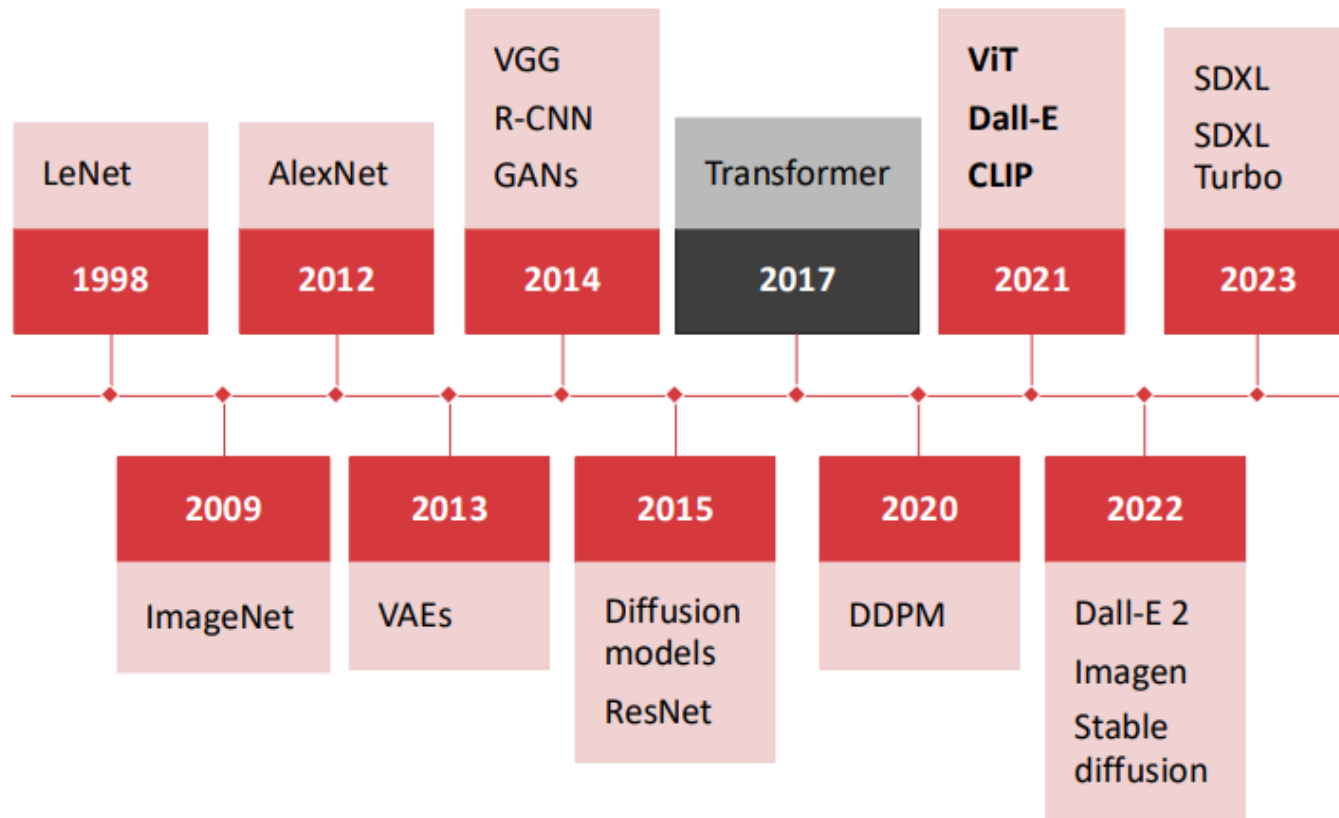 LeNet
1998
ImageNet
2009
AlexNet
2012
2013
VAEs
VGG
R-CNN
GANs
2014
2015
Diffusion
models
ResNet
Transformer
2017
2020
DDPM
ViT
Dall-E
CLIP
2021
2022
Dall-E 2
Imagen
Stable
diffusion
SDXL
SDXL
Turbo
2023